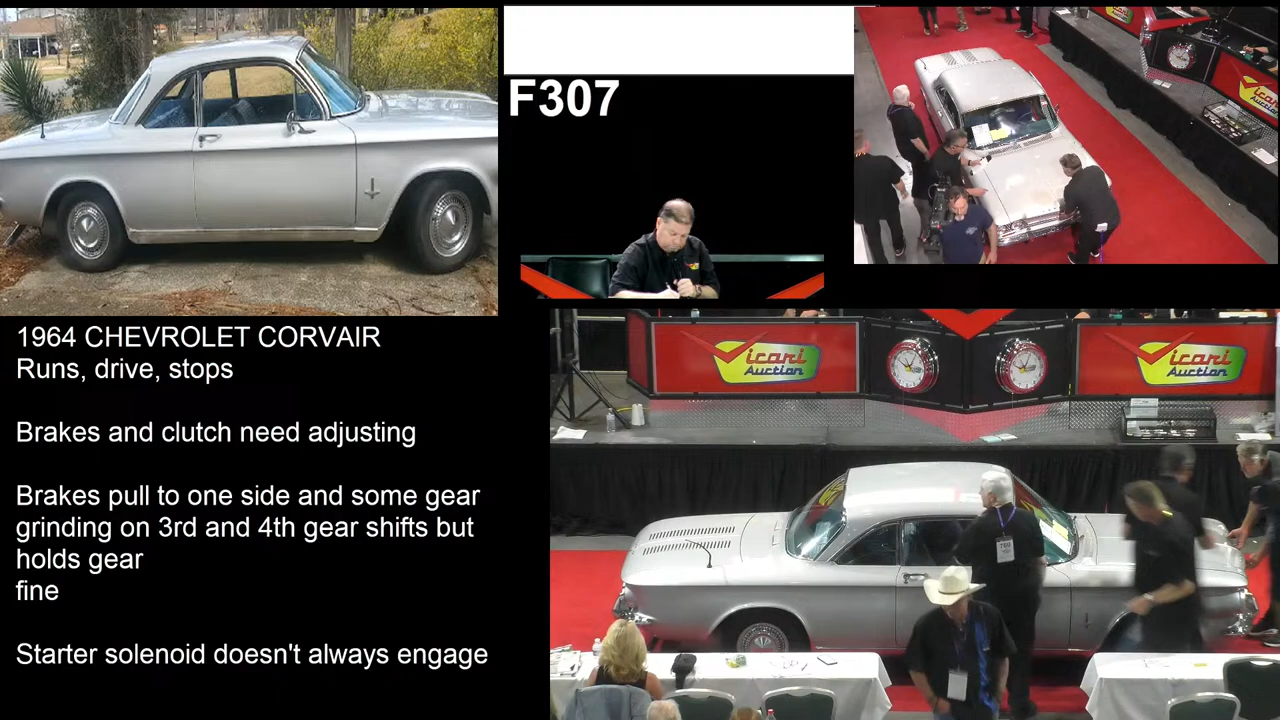 F307
1964 CHEVROLET CORVAIR
Runs, drive, stops
Brakes and clutch need adjusting
Brakes pull to one side and some gear
grinding on 3rd and 4th gear shifts but
holds gear
fine
Starter solenoid doesn't always engage
Vicari
Auction
Vicari
Auction